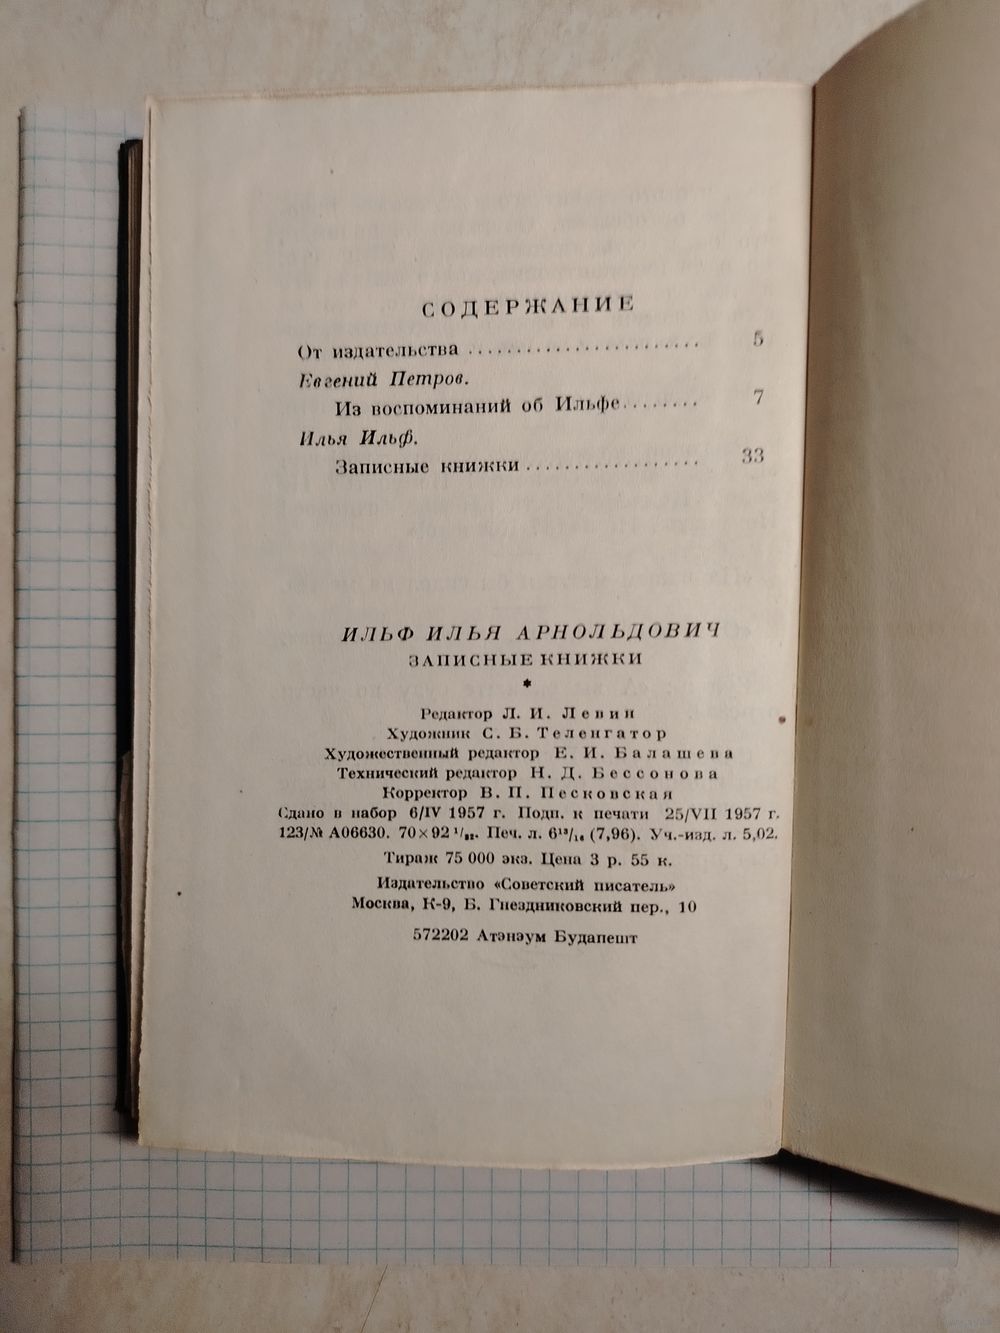 СОДЕРЖАНИЕ
От издательства ........................ 5
Евгений Петров.
Из воспоминаний об Ильфе........ 7
Илья Ильф.
Записные книжки .................. 33
ИЛЬФ ИЛЬЯ АРНОЛЬДОВИЧ
ЗАПИСНЫЕ КНИЖКИ
*
Редактор Л. И. Левин
Художник С. Б. Теленгатор
Художественный редактор Е. И. Балашева
Технический редактор Н. Д. Бессонова
Корректор В. П. Песковская
Сдано в набор 6/IV 1957 г. Подп. к печати 25/VII 1957 г.
123/№ А06630. 70×92 1/32. Печ. л. 6 13/16 (7,96). Уч.-изд. л. 5,02.
Тираж 75 000 экз. Цена 3 р. 55 к.
Издательство «Советский писатель»
Москва, К-9, Б. Гнездниковский пер., 10
572202 Атэнэум Будапешт